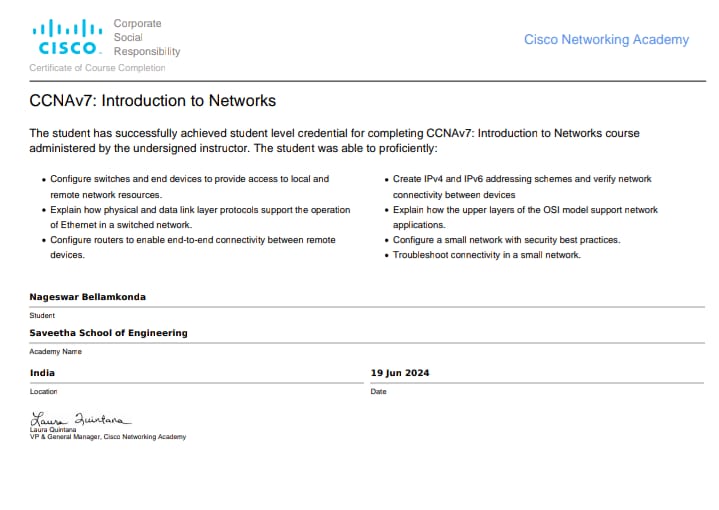 CISCO
Corporate
Social
Responsibility
Cisco Networking Academy
Certificate of Course Completion
CCNAv7: Introduction to Networks
The student has successfully achieved student level credential for completing CCNAv7: Introduction to Networks course
administered by the undersigned instructor. The student was able to proficiently:
• Configure switches and end devices to provide access to local and
remote network resources.
• Explain how physical and data link layer protocols support the operation
of Ethernet in a switched network.
• Configure routers to enable end-to-end connectivity between remote
devices.
• Create IPv4 and IPv6 addressing schemes and verify network
connectivity between devices
• Explain how the upper layers of the OSI model support network
applications.
• Configure a small network with security best practices.
• Troubleshoot connectivity in a small network.
Nageswar Bellamkonda
Student
Saveetha School of Engineering
Academy Name
India
Location
19 Jun 2024
Date
Laura Quintana
Laura Quintana
VP & General Manager, Cisco Networking Academy